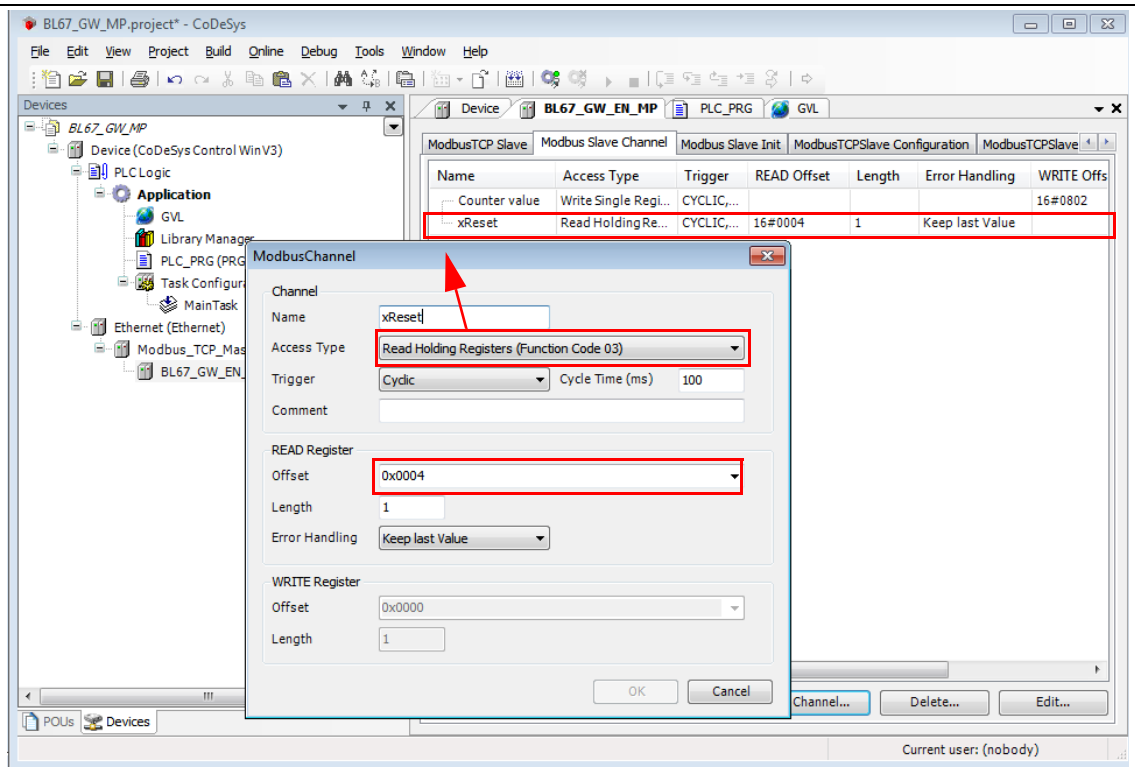 BL67_GW_MP.project* - CoDeSys
File Edit View Project Build Online Debug Tools Window Help
Devices
BL67_GW_MP
Device (CoDeSys Control Win V3)
PLC Logic
Application
GVL
Library Manager
PLC_PRG (PRG
Task Configura
MainTask
Ethernet (Ethernet)
Modbus_TCP_Mas
BL67_GW_EN_
POUs Devices
Device BL67_GW_EN_MP PLC_PRG GVL
ModbusTCP Slave Modbus Slave Channel Modbus Slave Init ModbusTCPSlave Configuration ModbusTCPSlave
Name Access Type Trigger READ Offset Length Error Handling WRITE Offs
Counter value Write Single Regi... CYCLIC,... 16#0802
xReset Read Holding Re... CYCLIC,... 16#0004 1 Keep last Value
ModbusChannel
Channel
Name xReset
Access Type Read Holding Registers (Function Code 03)
Trigger Cyclic Cycle Time (ms) 100
Comment
READ Register
Offset 0x0004
Length 1
Error Handling Keep last Value
WRITE Register
Offset 0x0000
Length 1
OK Cancel
Channel... Delete... Edit...
Current user: (nobody)